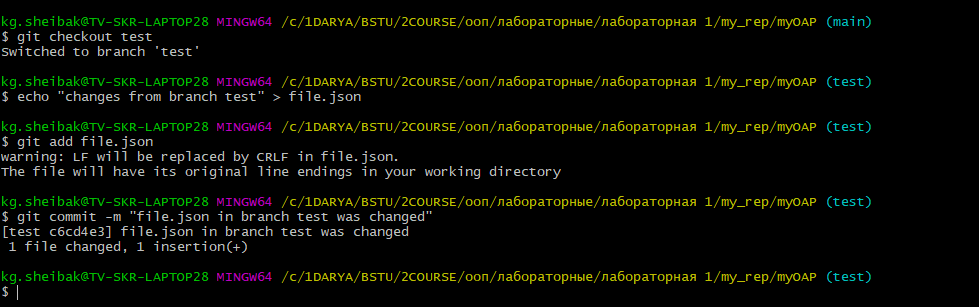 kg.sheibak@TV-SKR-LAPTOP28 MINGW64 /c/1DARYA/BSTU/2COURSE/ооп/лабораторные/лабораторная 1/my_rep/myOAP (main)
$ git checkout test
Switched to branch 'test'
kg.sheibak@TV-SKR-LAPTOP28 MINGW64 /c/1DARYA/BSTU/2COURSE/ооп/лабораторные/лабораторная 1/my_rep/myOAP (test)
$ echo "changes from branch test" > file.json
kg.sheibak@TV-SKR-LAPTOP28 MINGW64 /c/1DARYA/BSTU/2COURSE/ооп/лабораторные/лабораторная 1/my_rep/myOAP (test)
$ git add file.json
warning: LF will be replaced by CRLF in file.json.
The file will have its original line endings in your working directory
kg.sheibak@TV-SKR-LAPTOP28 MINGW64 /c/1DARYA/BSTU/2COURSE/ооп/лабораторные/лабораторная 1/my_rep/myOAP (test)
$ git commit -m "file.json in branch test was changed"
[test c6cd4e3] file.json in branch test was changed
 1 file changed, 1 insertion(+)
kg.sheibak@TV-SKR-LAPTOP28 MINGW64 /c/1DARYA/BSTU/2COURSE/ооп/лабораторные/лабораторная 1/my_rep/myOAP (test)
$